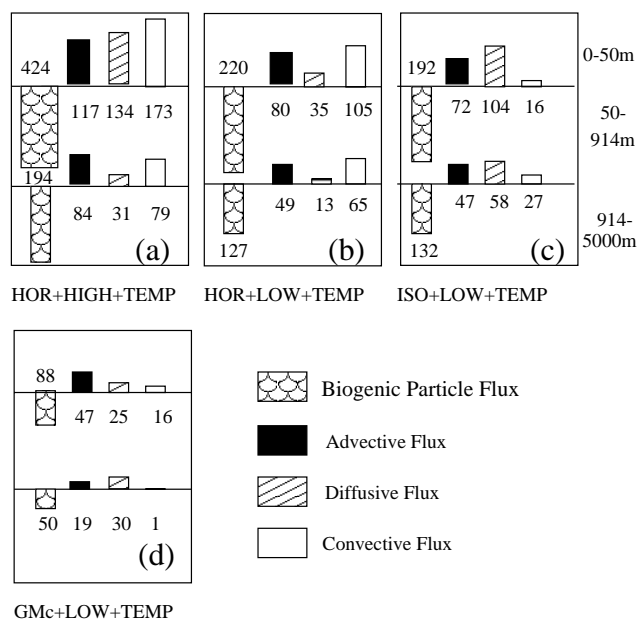 424
117 134 173
194
84 31 79
(a)
HOR+HIGH+TEMP
220
80 35 105
49 13 65
127
(b)
HOR+LOW+TEMP
192
72 104 16
47 58 27
132
(c)
ISO+LOW+TEMP
0-50m
50-
914m
914-
5000m
88
47 25 16
50 19 30 1
(d)
GMc+LOW+TEMP
Biogenic Particle Flux
Advective Flux
Diffusive Flux
Convective Flux